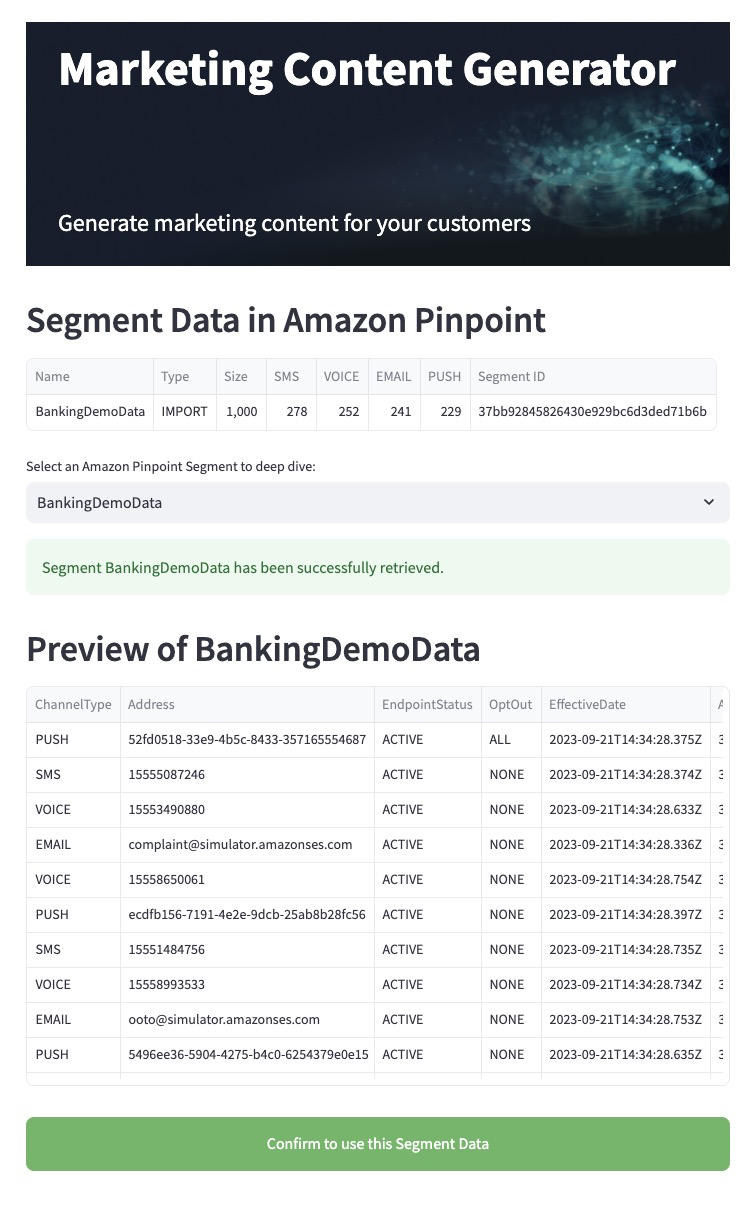 Marketing Content Generator
Generate marketing content for your customers
Segment Data in Amazon Pinpoint
Name Type Size SMS VOICE EMAIL PUSH Segment ID
BankingDemoData IMPORT 1,000 278 252 241 229 37bb92845826430e929bc6d3ded71b6b
Select an Amazon Pinpoint Segment to deep dive:
BankingDemoData
Segment BankingDemoData has been successfully retrieved.
Preview of BankingDemoData
ChannelType Address EndpointStatus OptOut EffectiveDate
PUSH 52fd0518-33e9-4b5c-8433-357165554687 ACTIVE ALL 2023-09-21T14:34:28.375Z 3
SMS 15555087246 ACTIVE NONE 2023-09-21T14:34:28.374Z 3
VOICE 15553490880 ACTIVE NONE 2023-09-21T14:34:28.633Z 3
EMAIL complaint@simulator.amazonses.com ACTIVE NONE 2023-09-21T14:34:28.336Z 3
VOICE 15558650061 ACTIVE NONE 2023-09-21T14:34:28.754Z 3
PUSH ecdfb156-7191-4e2e-9dcb-25ab8b28fc56 ACTIVE NONE 2023-09-21T14:34:28.397Z 3
SMS 15551484756 ACTIVE NONE 2023-09-21T14:34:28.735Z 3
VOICE 15558993533 ACTIVE NONE 2023-09-21T14:34:28.734Z 3
EMAIL ooto@simulator.amazonses.com ACTIVE NONE 2023-09-21T14:34:28.753Z 3
PUSH 5496ee36-5904-4275-b4c0-6254379e0e15 ACTIVE NONE 2023-09-21T14:34:28.635Z 3
Confirm to use this Segment Data